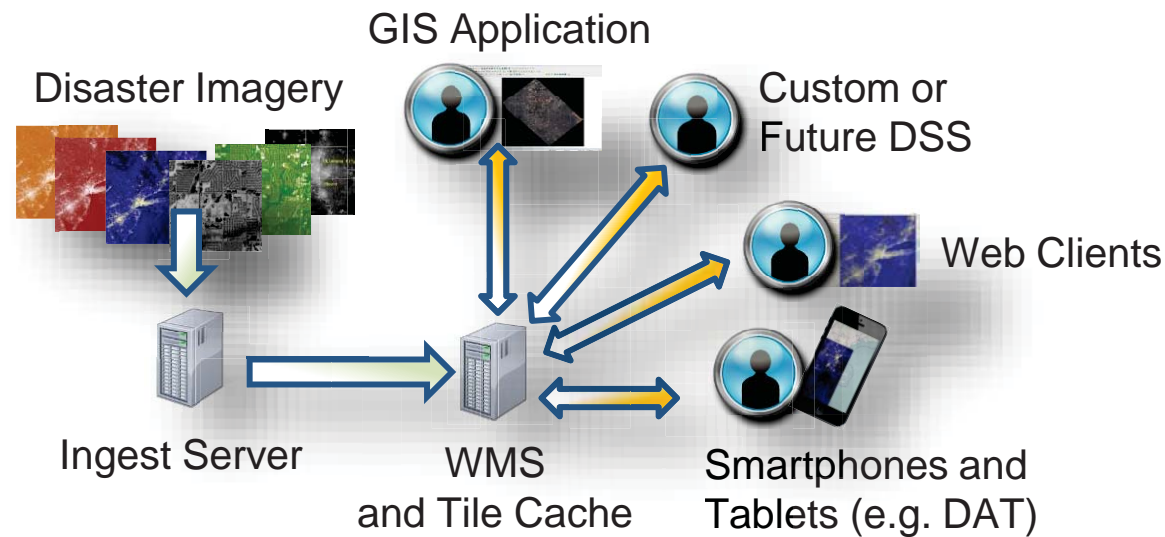 GIS Application
Disaster Imagery
Custom or
Future DSS
Web Clients
Ingest Server
WMS
and Tile Cache
Smartphones and
Tablets (e.g. DAT)